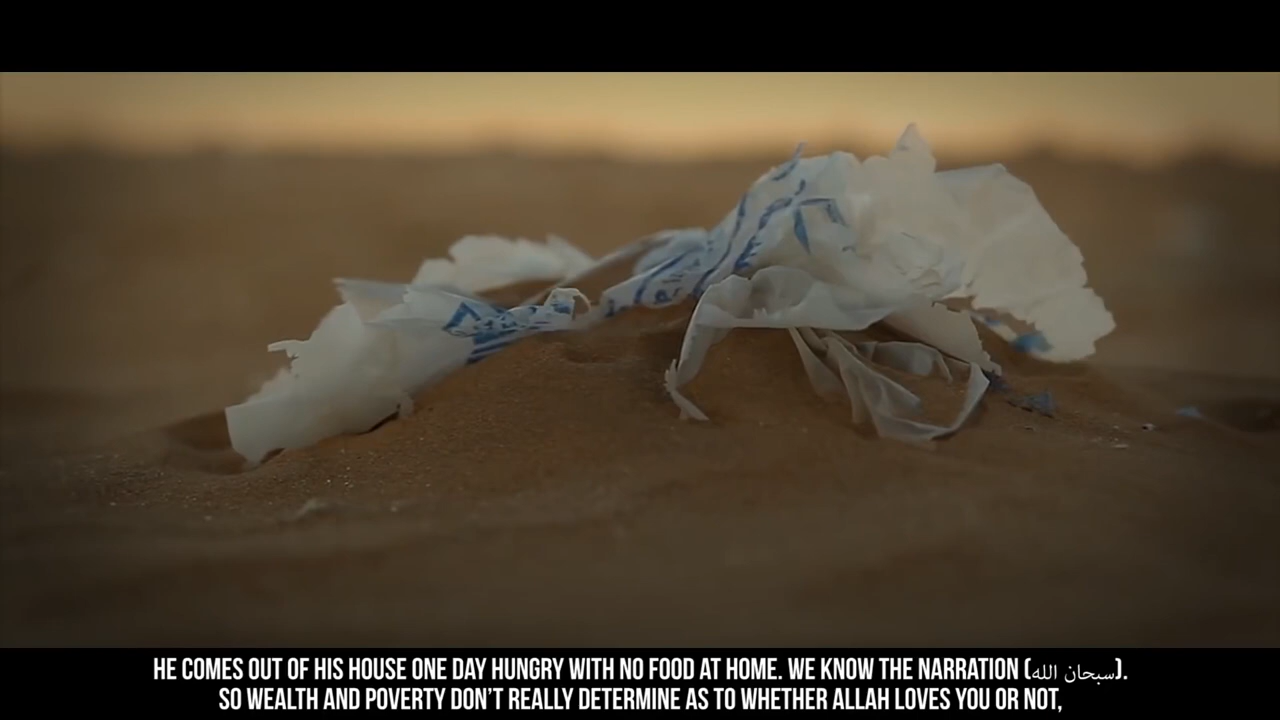 HE COMES OUT OF HIS HOUSE ONE DAY HUNGRY WITH NO FOOD AT HOME. WE KNOW THE NARRATION (سبحان الله).
SO WEALTH AND POVERTY DON'T REALLY DETERMINE AS TO WHETHER ALLAH LOVES YOU OR NOT,